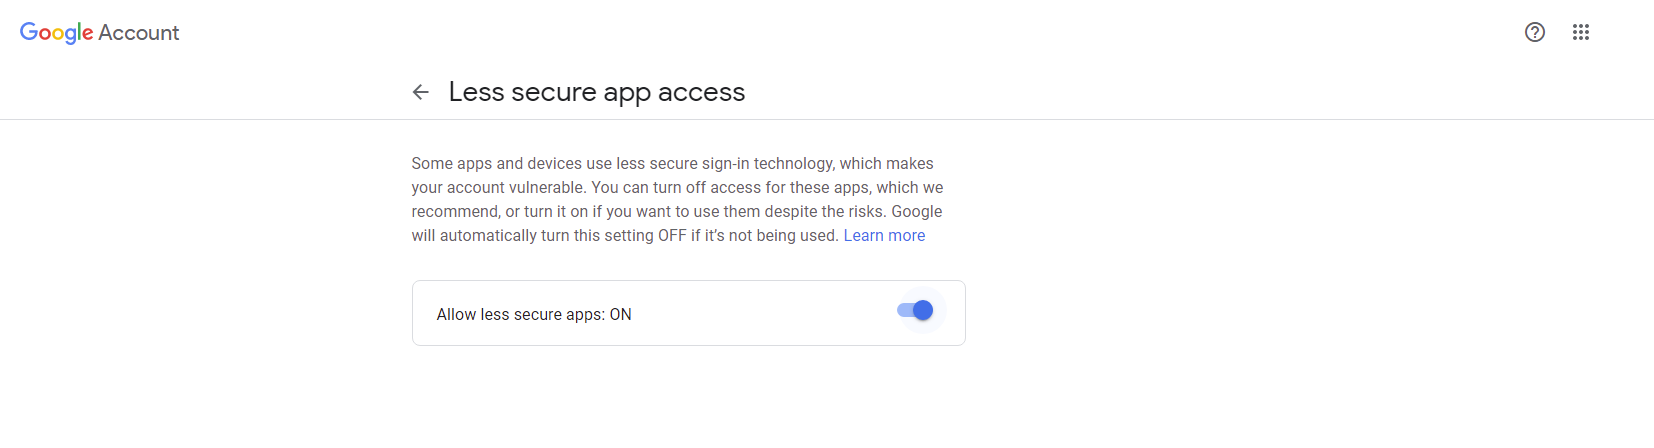 Google Account
Less secure app access
Some apps and devices use less secure sign-in technology, which makes
your account vulnerable. You can turn off access for these apps, which we
recommend, or turn it on if you want to use them despite the risks. Google
will automatically turn this setting OFF if it's not being used. Learn more
Allow less secure apps: ON